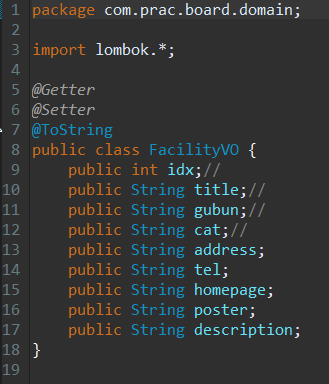 1 package com.prac.board.domain;
2
3 import lombok.*;
4
5 @Getter
6 @Setter
7 @ToString
8 public class FacilityVO {
9     public int idx;//
10     public String title;//
11     public String gubun;//
12     public String cat;//
13     public String address;
14     public String tel;
15     public String homepage;
16     public String poster;
17     public String description;
18 }
19